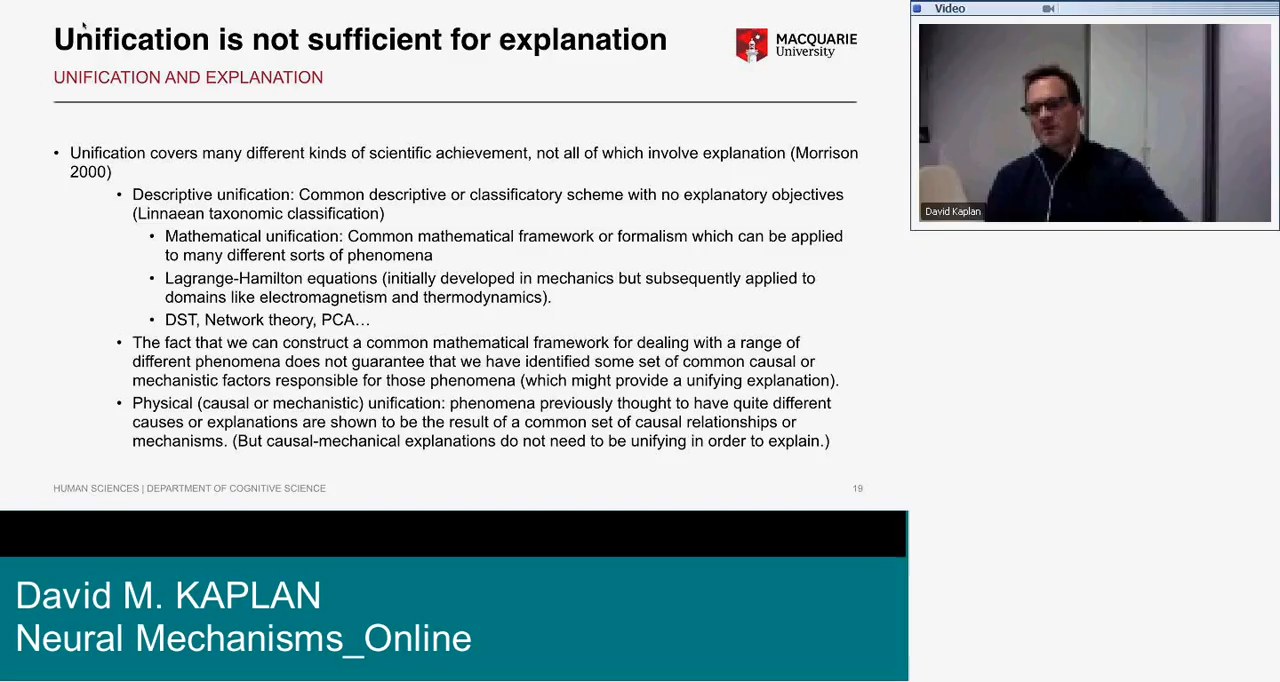 Unification is not sufficient for explanation
UNIFICATION AND EXPLANATION
MACQUARIE
University
• Unification covers many different kinds of scientific achievement, not all of which involve explanation (Morrison
2000)
• Descriptive unification: Common descriptive or classificatory scheme with no explanatory objectives
(Linnaean taxonomic classification)
• Mathematical unification: Common mathematical framework or formalism which can be applied
to many different sorts of phenomena
• Lagrange-Hamilton equations (initially developed in mechanics but subsequently applied to
domains like electromagnetism and thermodynamics).
• DST, Network theory, PCA…
• The fact that we can construct a common mathematical framework for dealing with a range of
different phenomena does not guarantee that we have identified some set of common causal or
mechanistic factors responsible for those phenomena (which might provide a unifying explanation).
• Physical (causal or mechanistic) unification: phenomena previously thought to have quite different
causes or explanations are shown to be the result of a common set of causal relationships or
mechanisms. (But causal-mechanical explanations do not need to be unifying in order to explain.)
HUMAN SCIENCES | DEPARTMENT OF COGNITIVE SCIENCE
19
Video
David Kaplan
David M. KAPLAN
Neural Mechanisms_Online